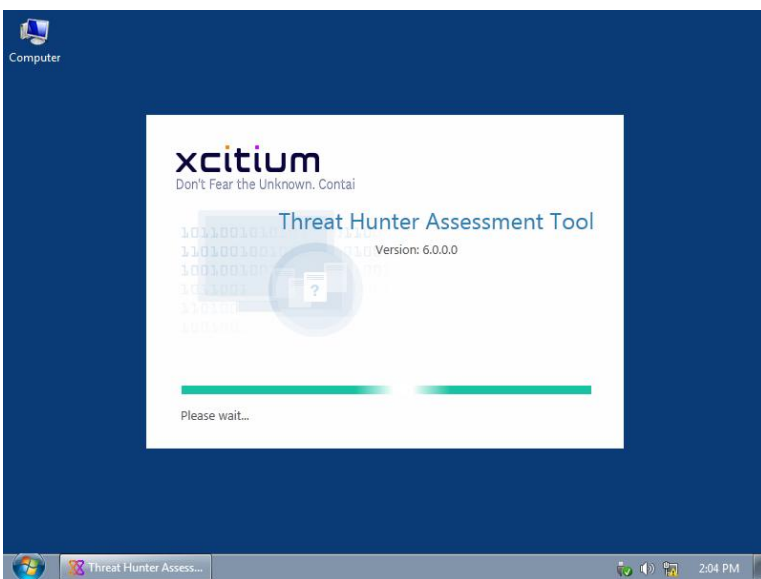 Computer
xcitium
Don't Fear the Unknown. Contai
Threat Hunter Assessment Tool
Version: 6.0.0.0
?
Please wait...
Threat Hunter Assess...
2:04 PM